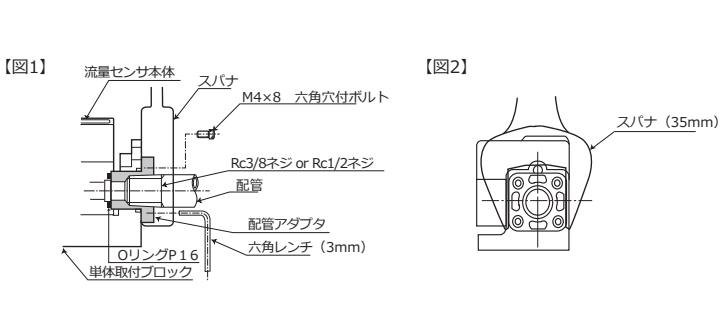 【図1】
流量センサ本体
スパナ
M4×8　六角穴付ボルト
Rc3/8ネジ or Rc1/2ネジ
配管
配管アダプタ
六角レンチ（3mm）
OリングP１６
単体取付ブロック
【図2】
スパナ（35mm）